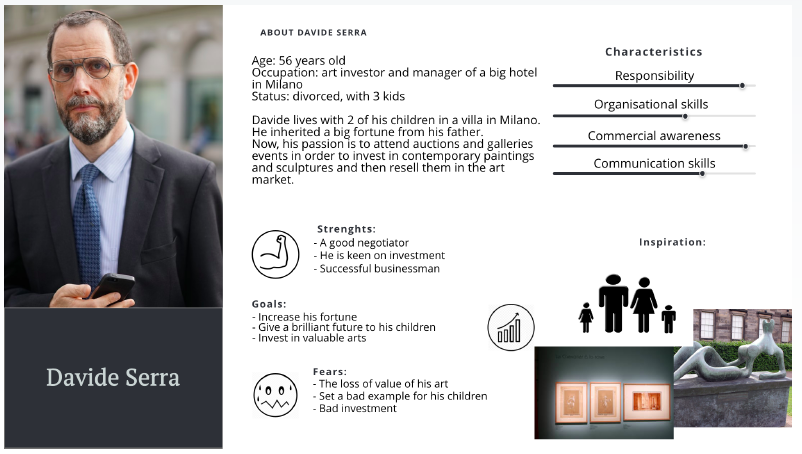 ABOUT DAVIDE SERRA
Age: 56 years old
Occupation: art investor and manager of a big hotel
in Milano
Status: divorced, with 3 kids
Davide lives with 2 of his children in a villa in Milano.
He inherited a big fortune from his father.
Now, his passion is to attend auctions and galleries
events in order to invest in contemporary paintings
and sculptures and then resell them in the art
market.
Characteristics
Responsibility
Organisational skills
Commercial awareness
Communication skills
Strenghts:
- A good negotiator
- He is keen on investment
- Successful businessman
Inspiration:
Goals:
- Increase his fortune
- Give a brilliant future to his children
- Invest in valuable arts
Fears:
- The loss of value of his art
- Set a bad example for his children
- Bad investment
Davide Serra